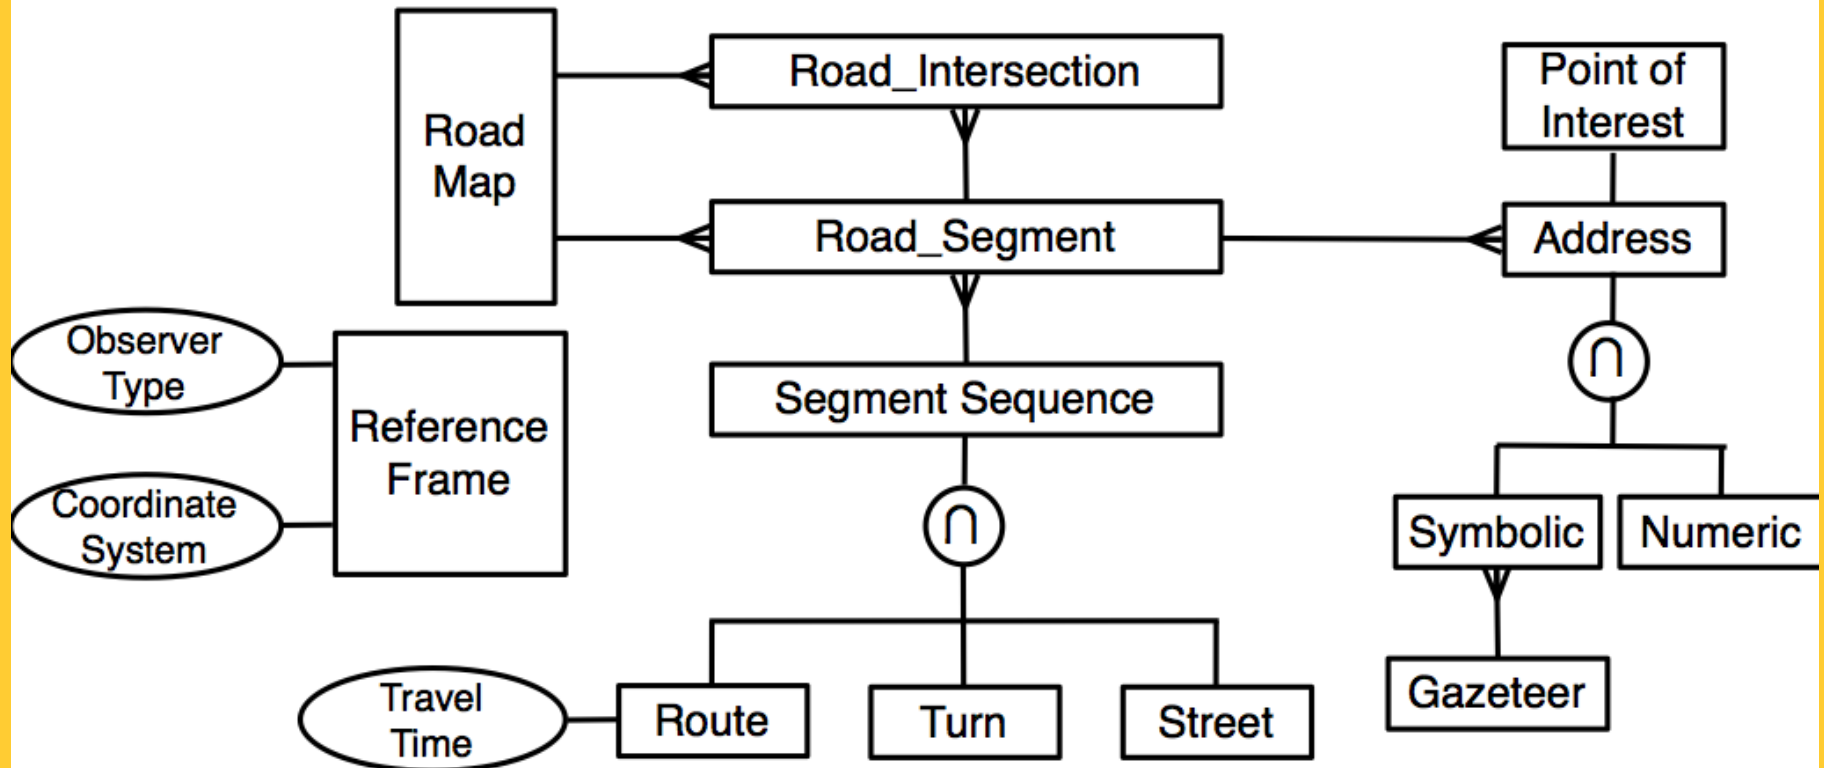 Road
Map
Road_Intersection
Point of
Interest
Road_Segment
Address
Observer
Type
Reference
Frame
Segment Sequence
∩
Coordinate
System
∩
Symbolic
Numeric
Travel
Time
Route
Turn
Street
Gazeteer